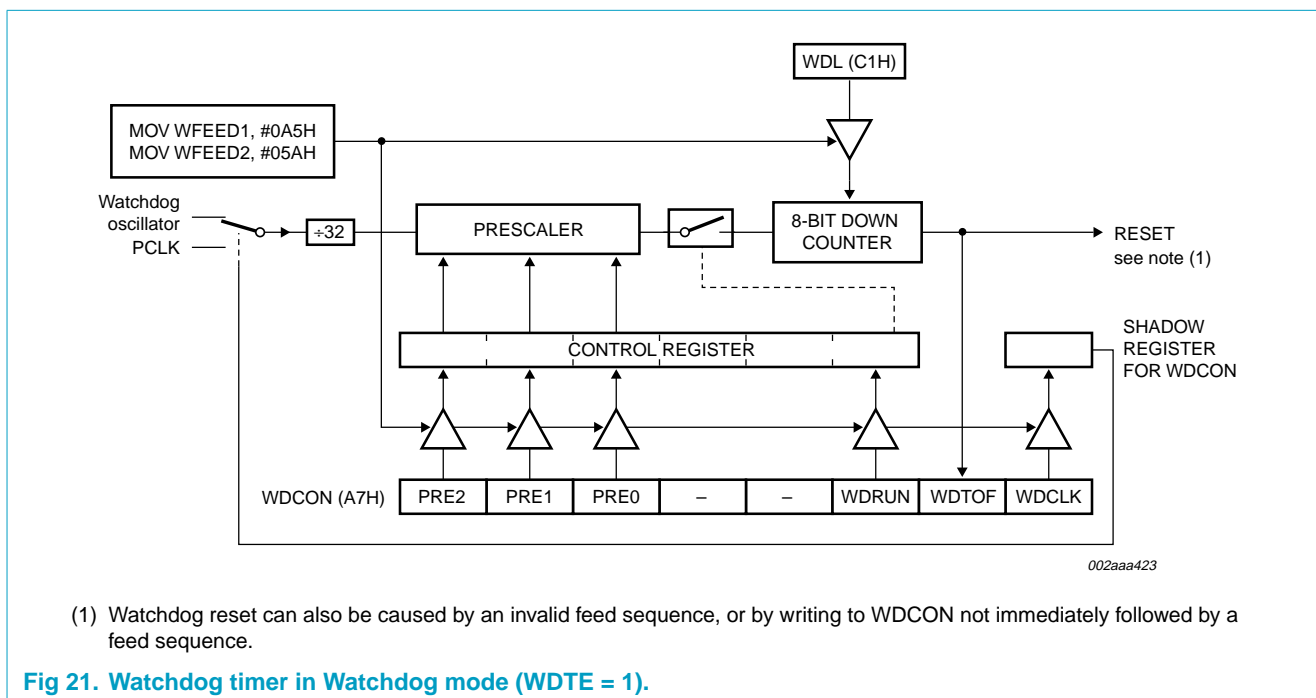 WDL (C1H)
MOV WFEED1, #0A5H
MOV WFEED2, #05AH
Watchdog
oscillator
PCLK
÷32
PRESCALER
8-BIT DOWN
COUNTER
RESET
see note (1)
CONTROL REGISTER
SHADOW
REGISTER
FOR WDCON
WDCON (A7H)
PRE2
PRE1
PRE0
–
–
WDRUN
WDTOF
WDCLK
002aaa423
(1) Watchdog reset can also be caused by an invalid feed sequence, or by writing to WDCON not immediately followed by a
feed sequence.
Fig 21. Watchdog timer in Watchdog mode (WDTE = 1).